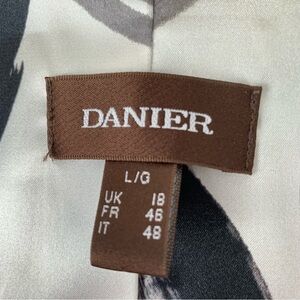 DANIER
L/G
UK 18
FR 46
IT 48